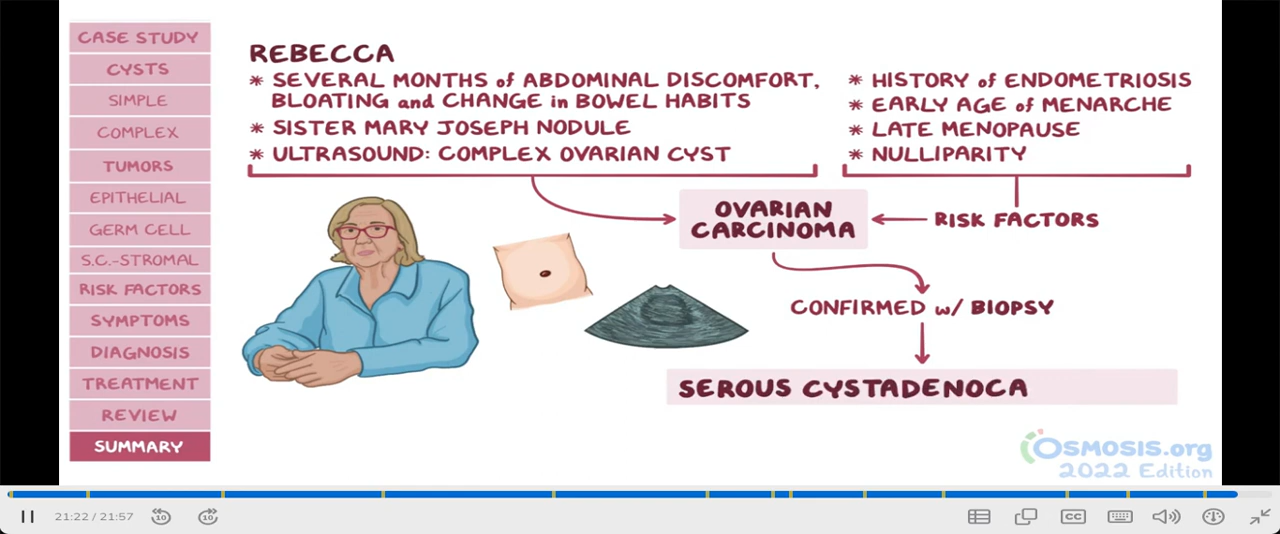 CASE STUDY
CYSTS
SIMPLE
COMPLEX
TUMORS
EPITHELIAL
GERM CELL
S.C.-STROMAL
RISK FACTORS
SYMPTOMS
DIAGNOSIS
TREATMENT
REVIEW
SUMMARY
REBECCA
* SEVERAL MONTHS of ABDOMINAL DISCOMFORT,
BLOATING and CHANGE in BOWEL HABITS
* SISTER MARY JOSEPH NODULE
* ULTRASOUND: COMPLEX OVARIAN CYST
* HISTORY of ENDOMETRIOSIS
* EARLY AGE of MENARCHE
* LATE MENOPAUSE
* NULLIPARITY
OVARIAN
CARCINOMA
RISK FACTORS
CONFIRMED w/ BIOPSY
SEROUS CYSTADENOCA
OSMOSIS.org
2022 Edition
21:22 / 21:57
10
10
CC